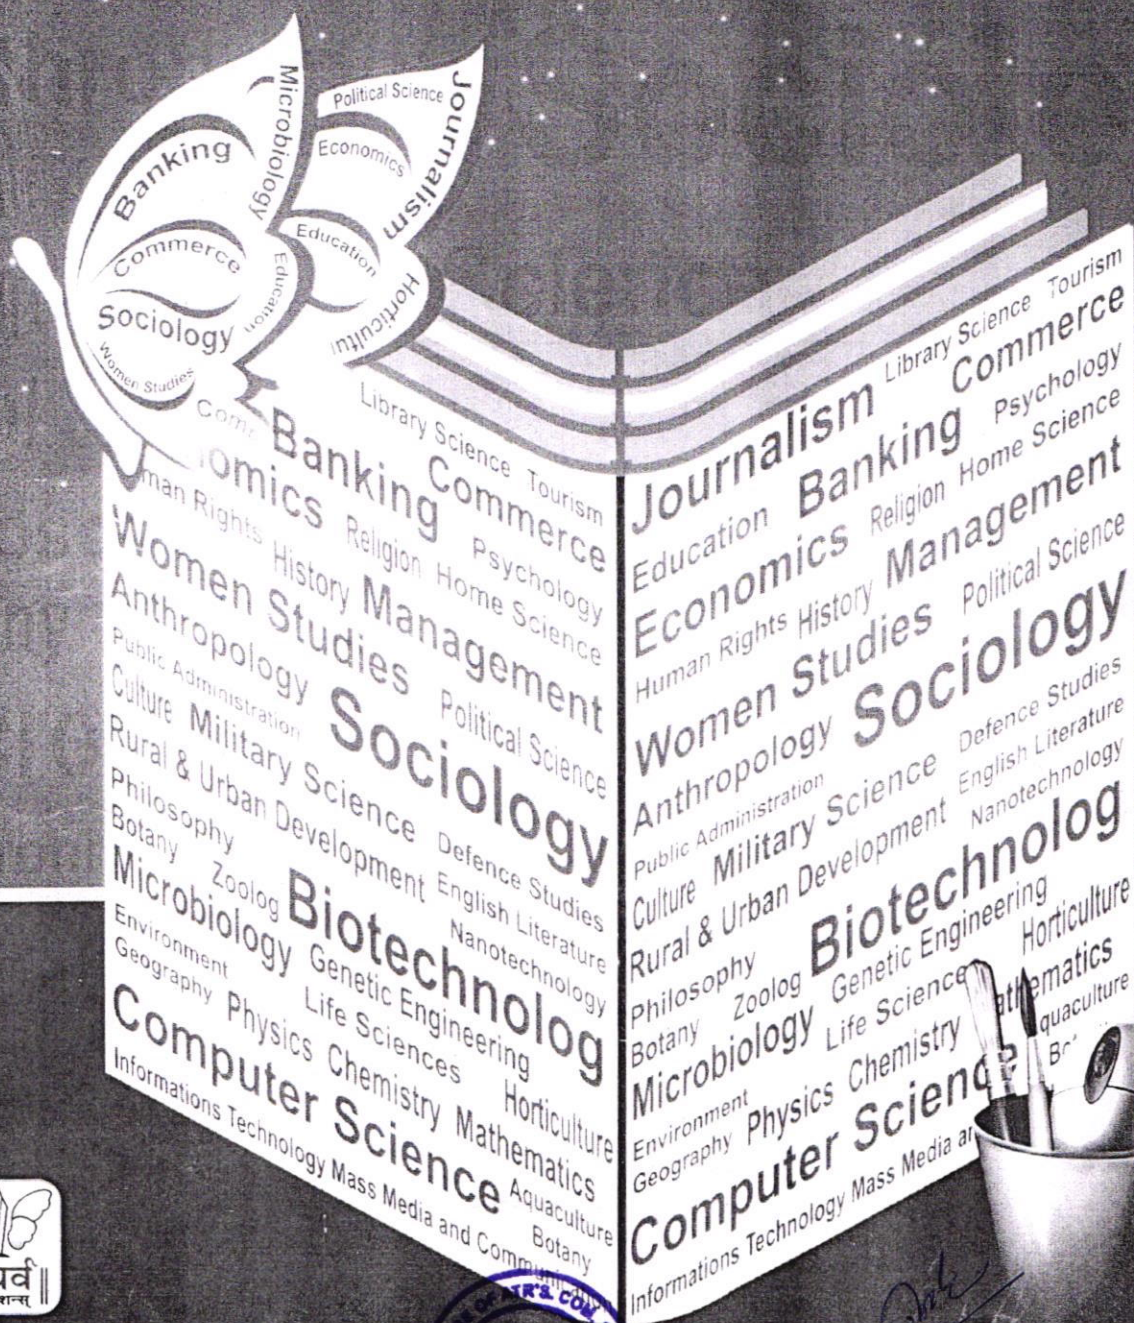 Microbiology
Political Science
Journalism
Banking
Economics
Commerce
Education
Education
Sociology
Women Studies
Library Science Tourism
Banking Commerce
omics Religion Psychology
man Rights History Home Science
Women Studies Management
Anthropology Political Science
Public Administration Sociology
Culture Military Science Defence Studies
Rural & Urban Development English Literature
Philosophy Nanotechnology
Botany Zoolog Biotechnolog
Microbiology Genetic Engineering
Environment Life Sciences Horticulture
Geography Physics Chemistry Mathematics
Computer Science Aquaculture
Informations Technology Mass Media and Botany
Journalism Library Science Tourism
Education Banking Commerce
Economics Religion Psychology
Human Rights History Home Science
Women Studies Management
Anthropology Political Science
Public Administration Sociology
Culture Military Science Defence Studies
Rural & Urban Development English Literature
Philosophy Nanotechnology
Botany Zoolog Biotechnolog
Microbiology Genetic Engineering
Environment Life Science Horticulture
Geography Physics Chemistry athematics
Computer Science quaculture
Informations Technology Mass Media
OF ATR'S COM